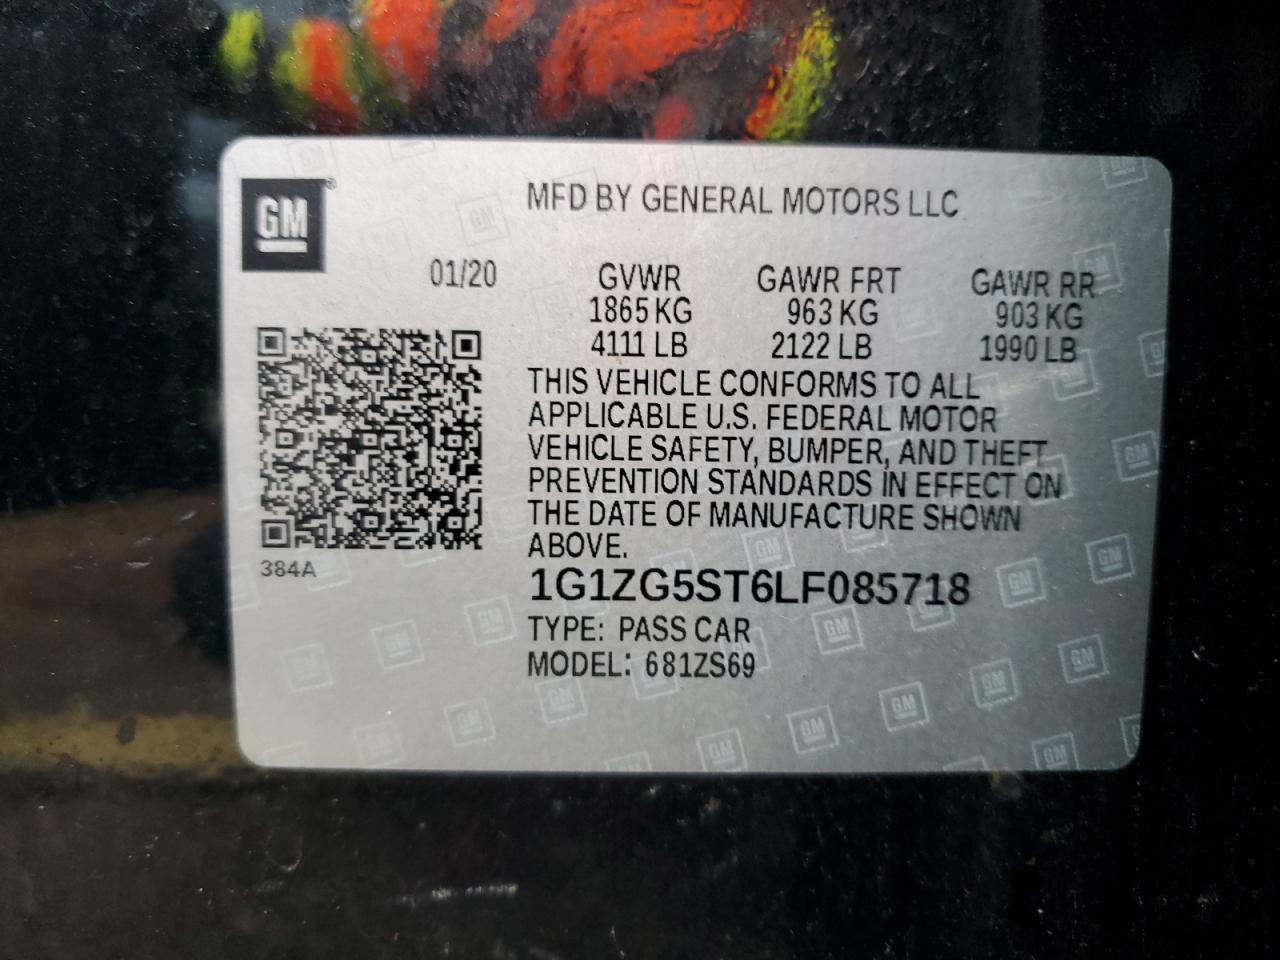 GM®
MFD BY GENERAL MOTORS LLC
01/20
GVWR GAWR FRT GAWR RR
1865 KG 963 KG 903 KG
4111 LB 2122 LB 1990 LB
THIS VEHICLE CONFORMS TO ALL
APPLICABLE U.S. FEDERAL MOTOR
VEHICLE SAFETY, BUMPER, AND THEFT
PREVENTION STANDARDS IN EFFECT ON
THE DATE OF MANUFACTURE SHOWN
ABOVE.
384A
1G1ZG5ST6LF085718
TYPE: PASS CAR
MODEL: 681ZS69